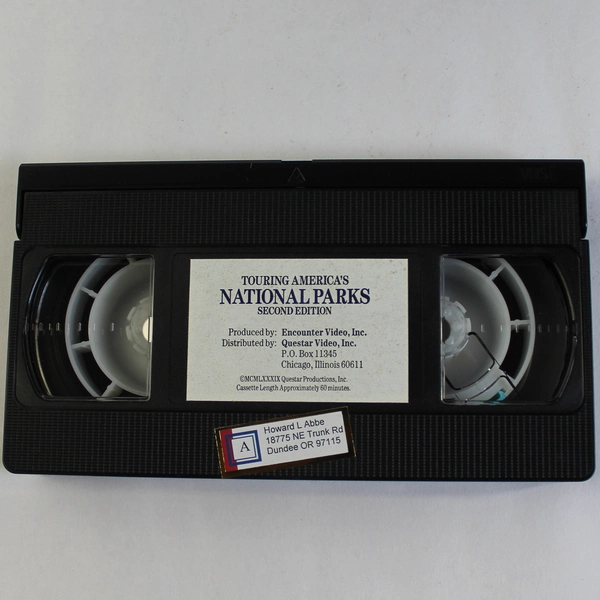 TOURING AMERICA'S
NATIONAL PARKS
SECOND EDITION
Produced by: Encounter Video, Inc.
Distributed by: Questar Video, Inc.
P.O. Box 11345
Chicago, Illinois 60611
©MCMLXXXIX Questar Productions, Inc.
Cassette Length Approximately 60 minutes.
A
Howard L Abbe
18775 NE Trunk Rd
Dundee OR 97115